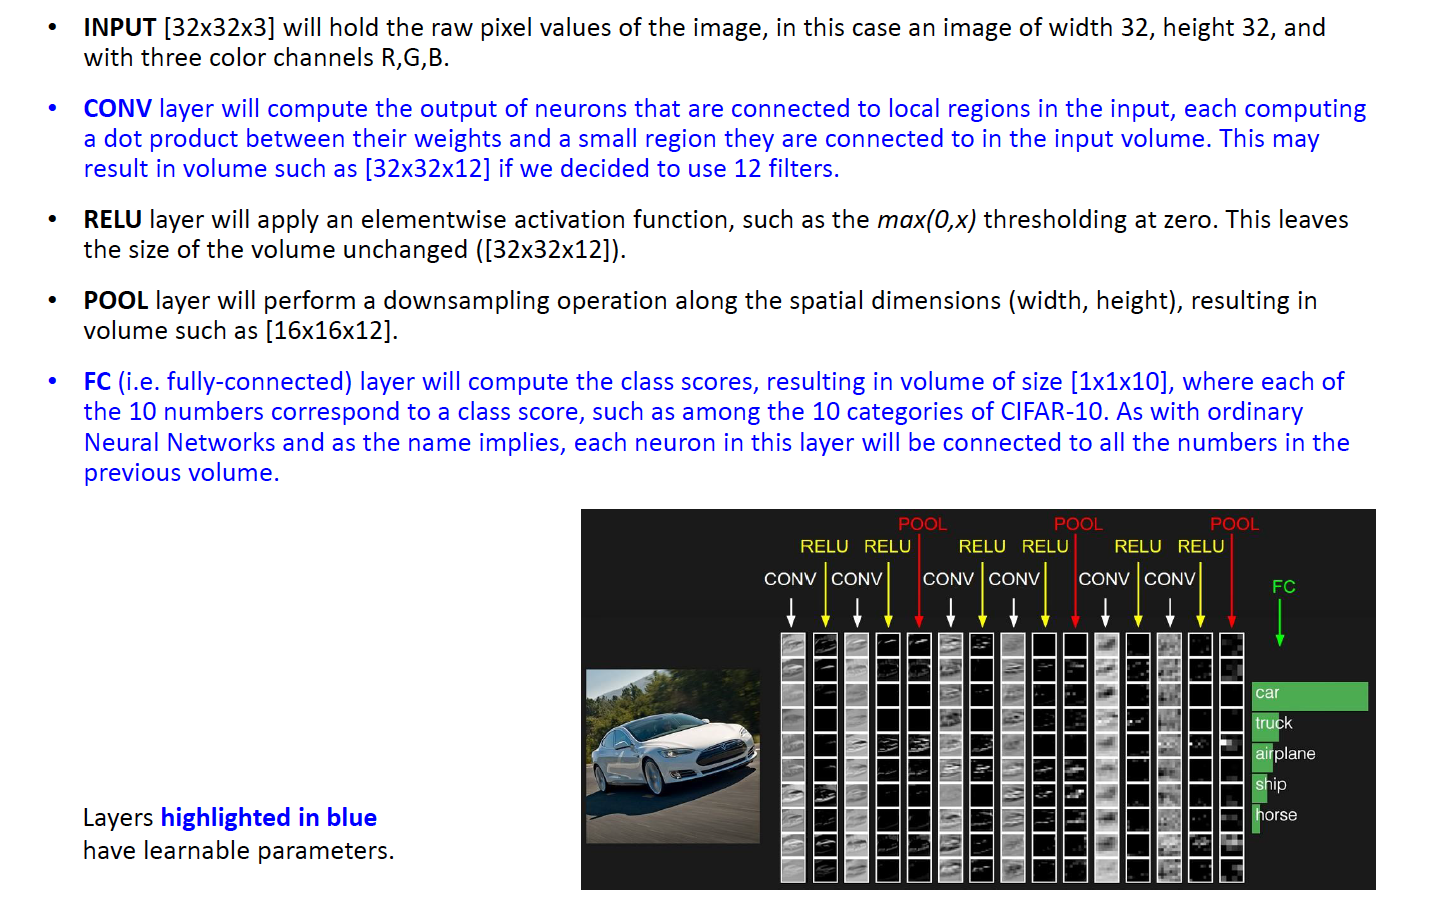 • INPUT [32x32x3] will hold the raw pixel values of the image, in this case an image of width 32, height 32, and
with three color channels R,G,B.
• CONV layer will compute the output of neurons that are connected to local regions in the input, each computing
a dot product between their weights and a small region they are connected to in the input volume. This may
result in volume such as [32x32x12] if we decided to use 12 filters.
• RELU layer will apply an elementwise activation function, such as the max(0,x) thresholding at zero. This leaves
the size of the volume unchanged ([32x32x12]).
• POOL layer will perform a downsampling operation along the spatial dimensions (width, height), resulting in
volume such as [16x16x12].
• FC (i.e. fully-connected) layer will compute the class scores, resulting in volume of size [1x1x10], where each of
the 10 numbers correspond to a class score, such as among the 10 categories of CIFAR-10. As with ordinary
Neural Networks and as the name implies, each neuron in this layer will be connected to all the numbers in the
previous volume.
POOL POOL POOL
RELU RELU RELU RELU RELU RELU
CONV CONV CONV CONV CONV CONV
FC
car
truck
airplane
ship
horse
Layers highlighted in blue
have learnable parameters.